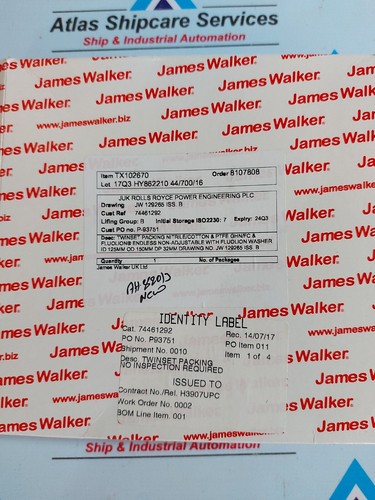 Atlas Shipcare Services
Ship & Industrial Automation
James Walker
www.jameswalker.biz
Item TX102670 Order 8107808
Lot 17Q3 HY862210 44/700/16
JUK ROLLS ROYCE POWER ENGINEERING PLC
Drawing JW 129265 ISS. B
Cust Ref 74461292
Lifing Group: B Initial Storage ISO2230: 7 Expiry: 24Q3
Cust PO no. P-93751
Desc: TWINSET PACKING NITRILE/COTTON & PTFE GHN/FC &
FLUOLION® ENDLESS NON-ADJUSTABLE WITH FLUOLION WASHER
ID 125MM OD 150MM DP 32MM DRAWING NO. JW 129265 ISS. B
Quantity 1 No. of Packages
James Walker UK Ltd
NEW
IDENTITY LABEL
Cat. 74461292 Rec. 14/07/17
PO No. P93751 PO Item 011
Shipment No. 0010 Item 1 of 4
Desc. TWINSET PACKING
NO INSPECTION REQUIRED
ISSUED TO
Contract No./Rel. H3907UPC
Work Order No. 0002
BOM Line Item. 001
Atlas Shipcare Services
Ship & Industrial Automation